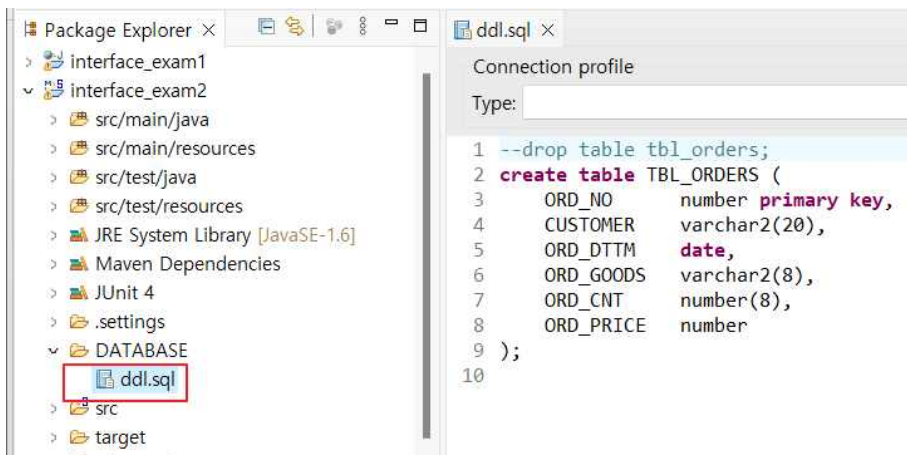 Package Explorer ×
interface_exam1
interface_exam2
src/main/java
src/main/resources
src/test/java
src/test/resources
JRE System Library [JavaSE-1.6]
Maven Dependencies
JUnit 4
.settings
DATABASE
ddl.sql
src
target
ddl.sql ×
Connection profile
Type:
1 --drop table tbl_orders;
2 create table TBL_ORDERS (
3 ORD_NO number primary key,
4 CUSTOMER varchar2(20),
5 ORD_DTTM date,
6 ORD_GOODS varchar2(8),
7 ORD_CNT number(8),
8 ORD_PRICE number
9 );
10